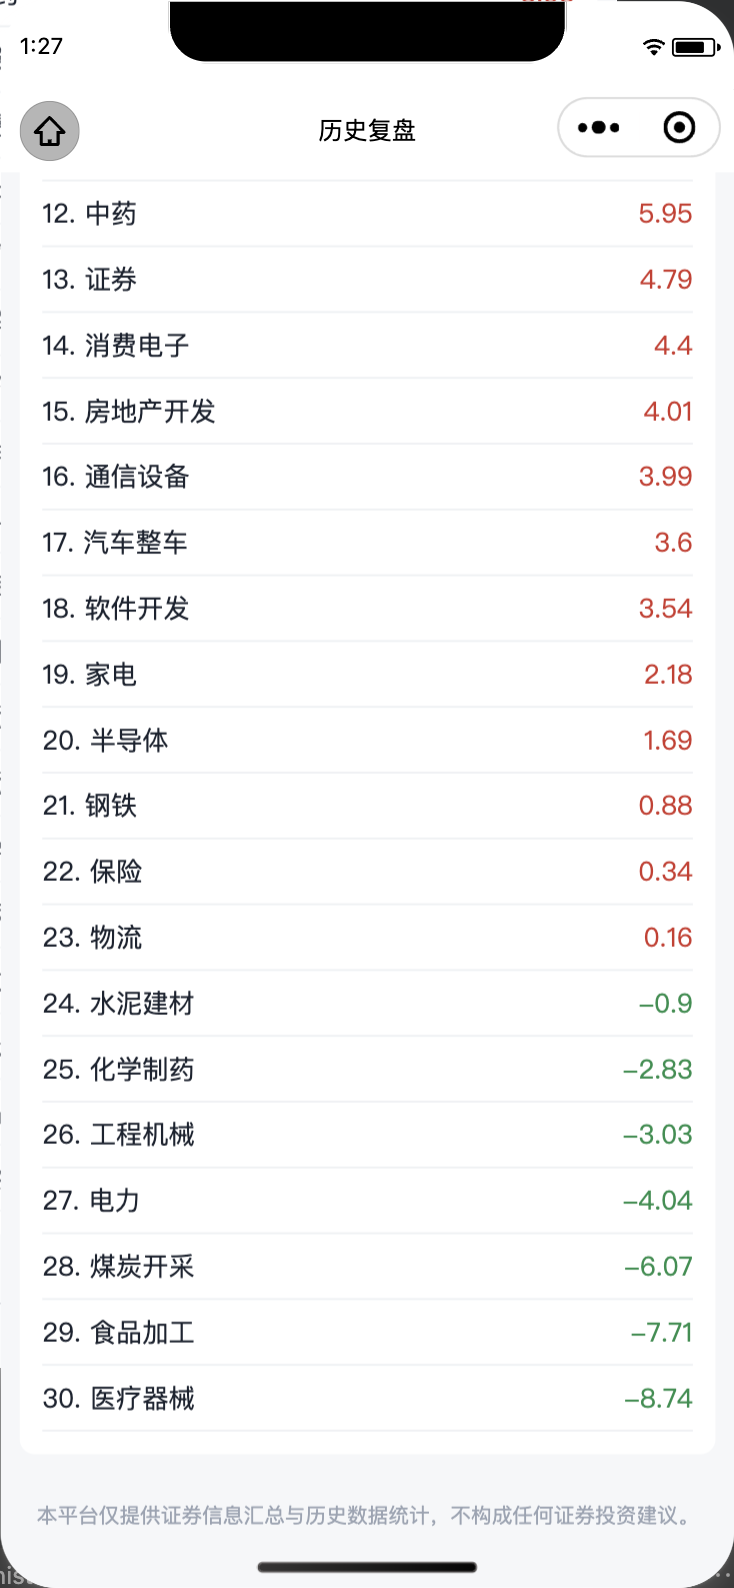 1:27
历史复盘
12. 中药 5.95
13. 证券 4.79
14. 消费电子 4.4
15. 房地产开发 4.01
16. 通信设备 3.99
17. 汽车整车 3.6
18. 软件开发 3.54
19. 家电 2.18
20. 半导体 1.69
21. 钢铁 0.88
22. 保险 0.34
23. 物流 0.16
24. 水泥建材 −0.9
25. 化学制药 −2.83
26. 工程机械 −3.03
27. 电力 −4.04
28. 煤炭开采 −6.07
29. 食品加工 −7.71
30. 医疗器械 −8.74
本平台仅提供证券信息汇总与历史数据统计，不构成任何证券投资建议。